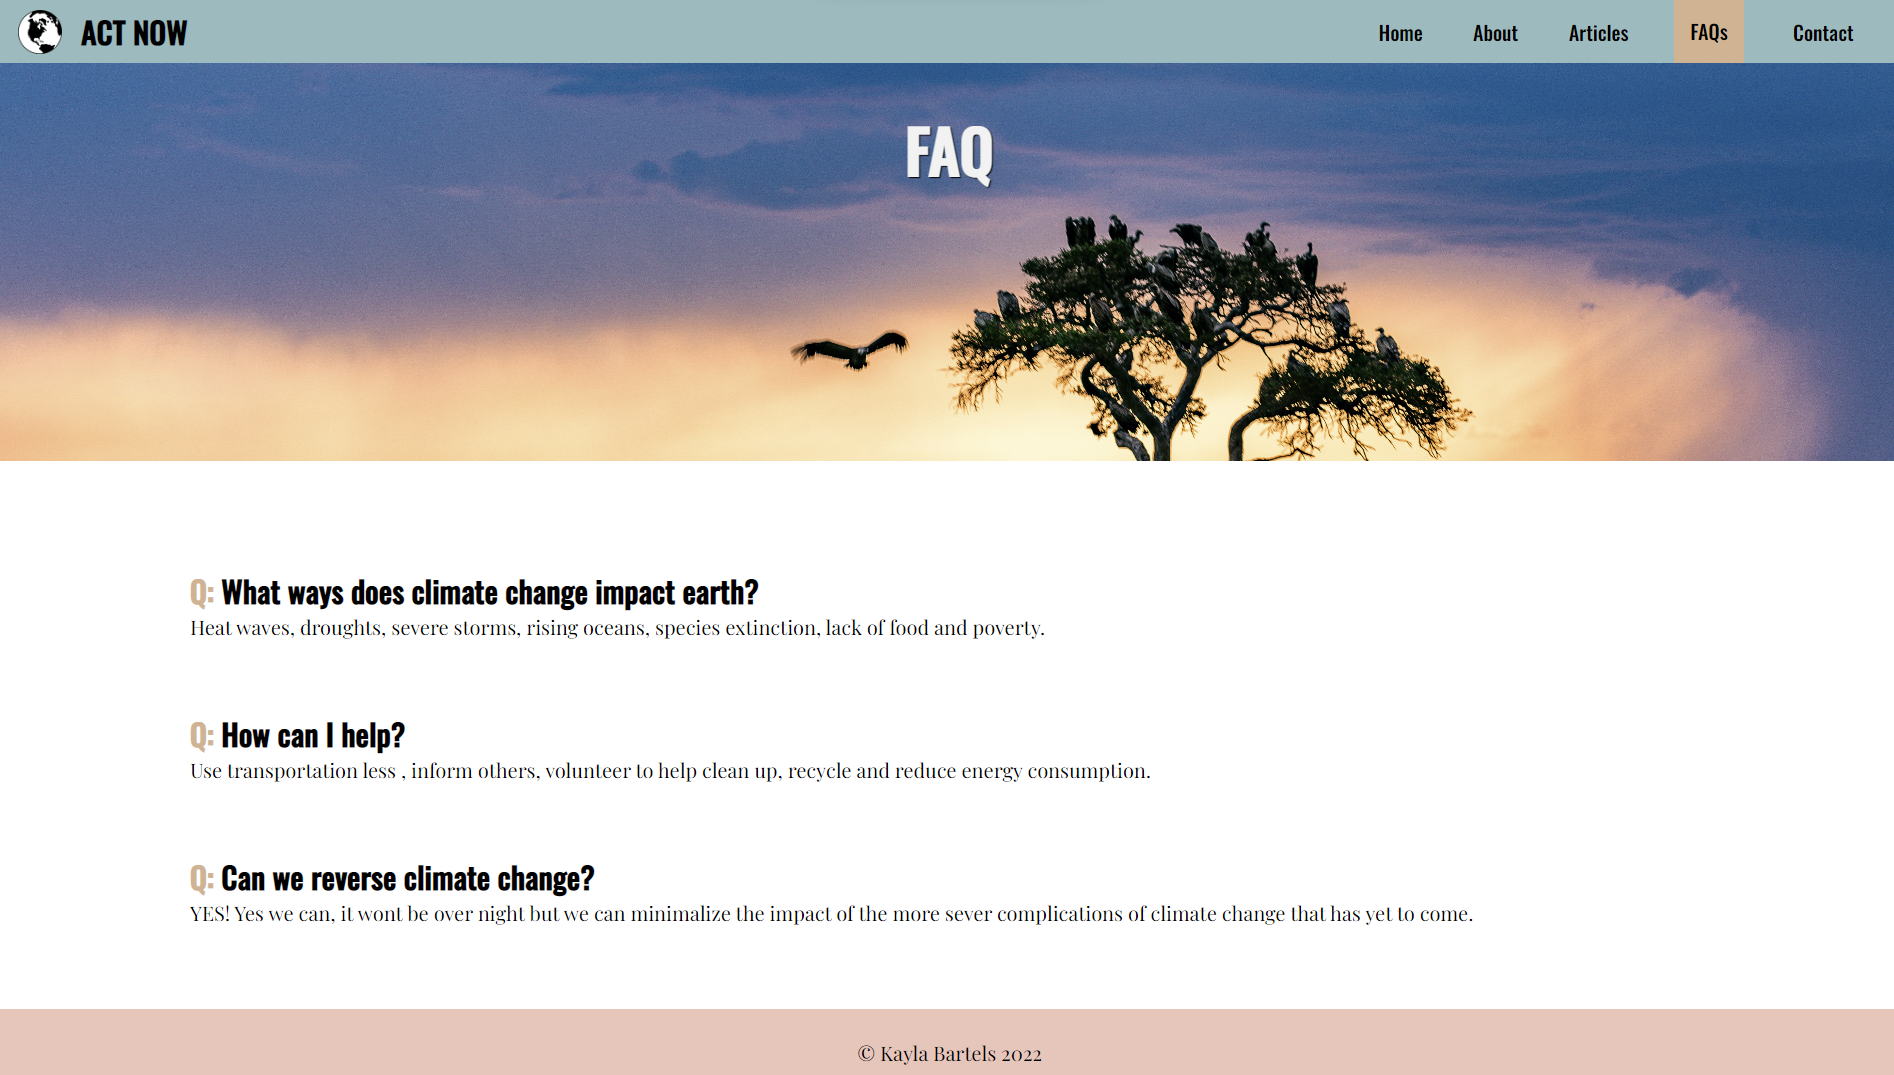 ACT NOW
Home About Articles FAQs Contact
FAQ
Q: What ways does climate change impact earth?
Heat waves, droughts, severe storms, rising oceans, species extinction, lack of food and poverty.
Q: How can I help?
Use transportation less , inform others, volunteer to help clean up, recycle and reduce energy consumption.
Q: Can we reverse climate change?
YES! Yes we can, it wont be over night but we can minimalize the impact of the more sever complications of climate change that has yet to come.
© Kayla Bartels 2022